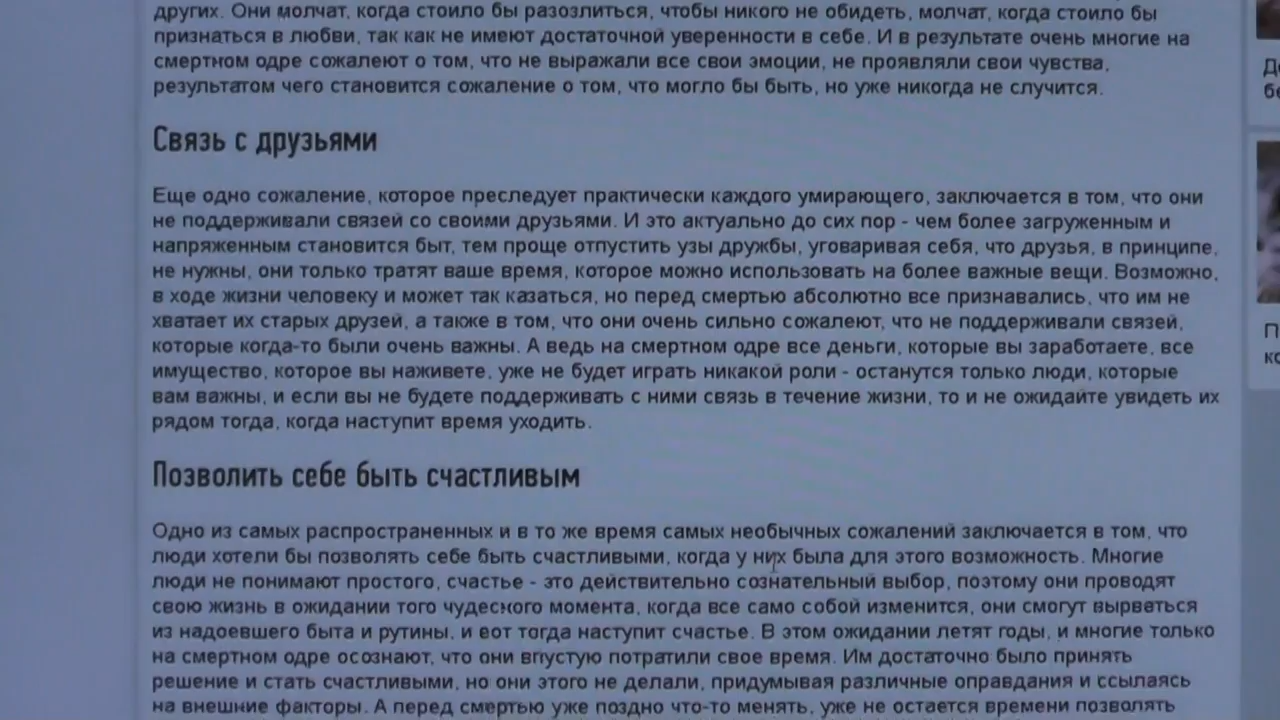 других. Они молчат, когда стоило бы разозлиться, чтобы никого не обидеть, молчат, когда стоило бы
признаться в любви, так как не имеют достаточной уверенности в себе. И в результате очень многие на
смертном одре сожалеют о том, что не выражали все свои эмоции, не проявляли свои чувства,
результатом чего становится сожаление о том, что могло бы быть, но уже никогда не случится.
Связь с друзьями
Еще одно сожаление, которое преследует практически каждого умирающего, заключается в том, что они
не поддерживали связей со своими друзьями. И это актуально до сих пор - чем более загруженным и
напряженным становится быт, тем проще отпустить узы дружбы, уговаривая себя, что друзья, в принципе,
не нужны, они только тратят ваше время, которое можно использовать на более важные вещи. Возможно,
в ходе жизни человеку и может так казаться, но перед смертью абсолютно все признавались, что им не
хватает их старых друзей, а также в том, что они очень сильно сожалеют, что не поддерживали связей,
которые когда-то были очень важны. А ведь на смертном одре все деньги, которые вы заработаете, все
имущество, которое вы наживете, уже не будет играть никакой роли - останутся только люди, которые
вам важны, и если вы не будете поддерживать с ними связь в течение жизни, то и не ожидайте увидеть их
рядом тогда, когда наступит время уходить.
Позволить себе быть счастливым
Одно из самых распространенных и в то же время самых необычных сожалений заключается в том, что
люди хотели бы позволять себе быть счастливыми, когда у них была для этого возможность. Многие
люди не понимают простого, счастье - это действительно сознательный выбор, поэтому они проводят
свою жизнь в ожидании того чудесного момента, когда все само собой изменится, они смогут вырваться
из надоевшего быта и рутины, и вот тогда наступит счастье. В этом ожидании летят годы, и многие только
на смертном одре осознают, что они впустую потратили свое время. Им достаточно было принять
решение и стать счастливыми, но они этого не делали, придумывая различные оправдания и ссылаясь
на внешние факторы. А перед смертью уже поздно что-то менять, уже не остается времени позволять